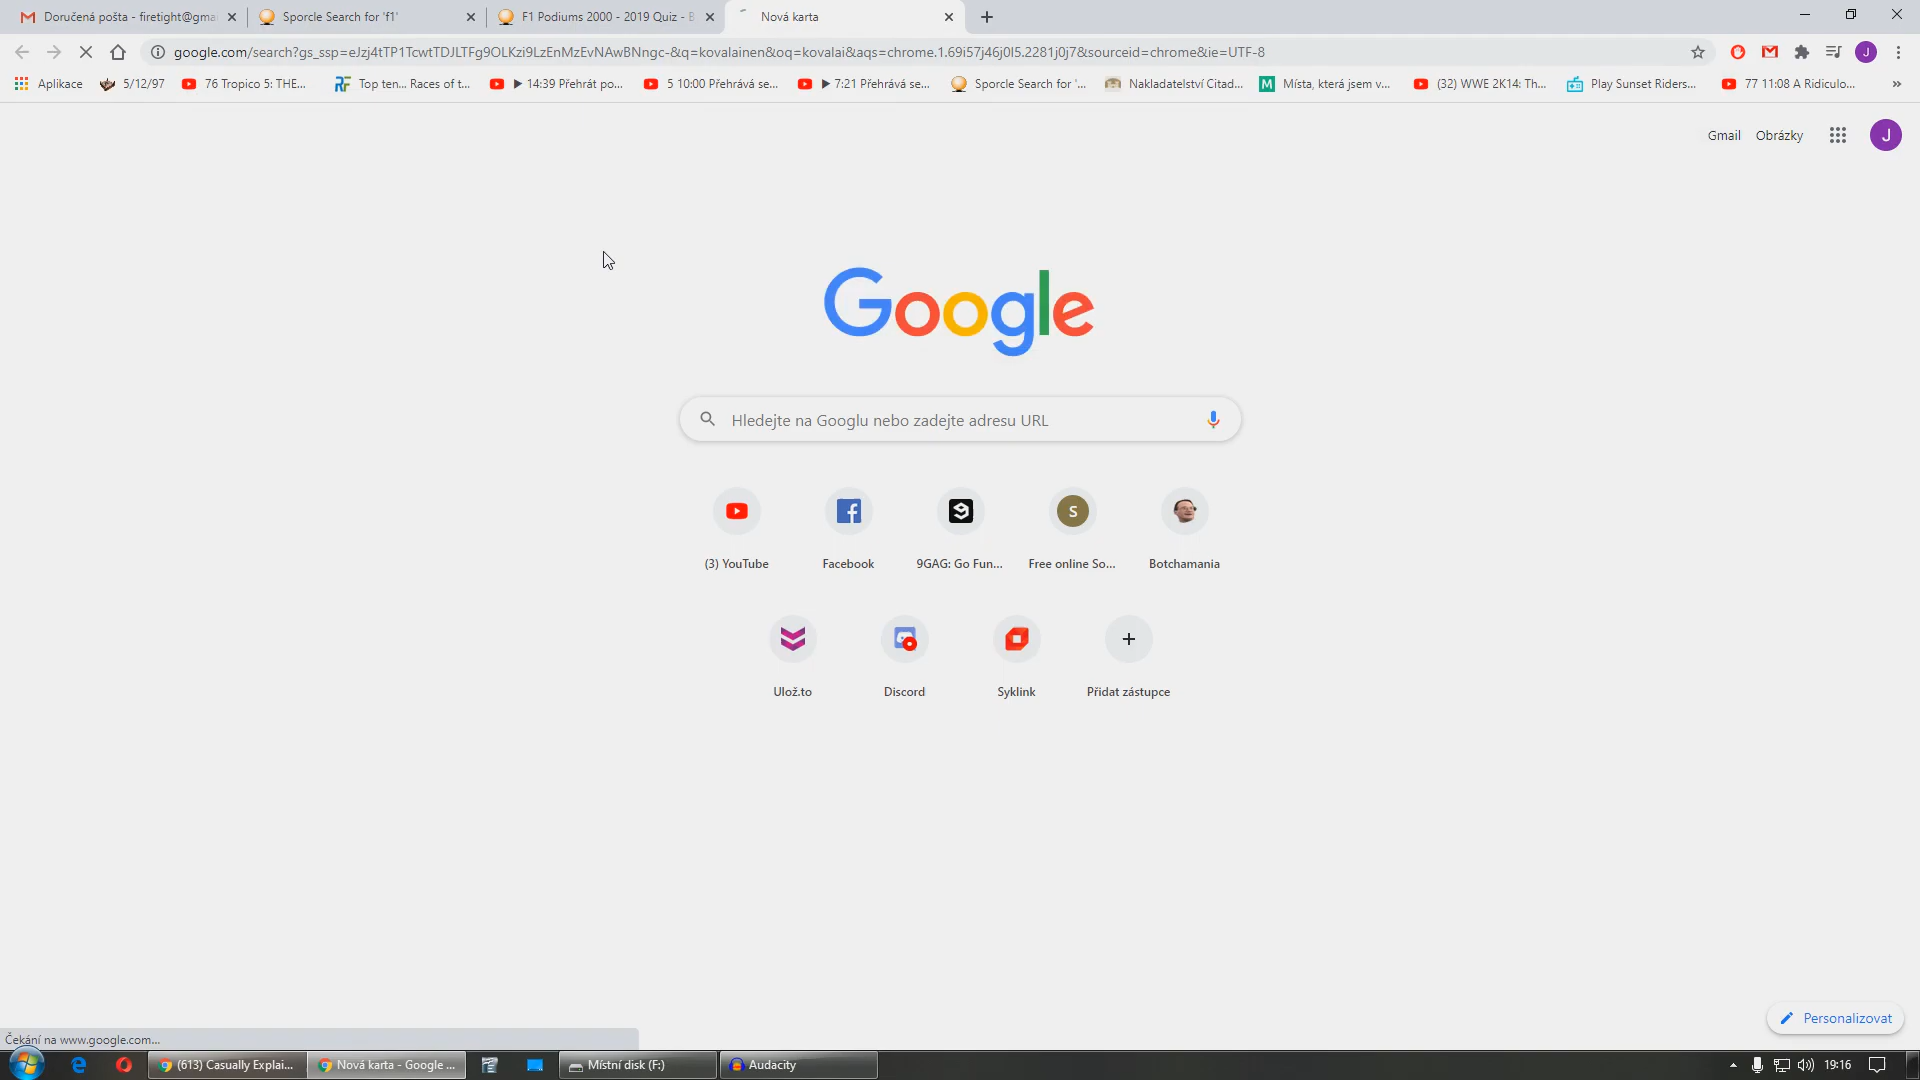 Doručená pošta - firetight@gma
Sporcle Search for 'f1'
F1 Podiums 2000 - 2019 Quiz - B
Nová karta
google.com/search?gs_ssp=eJzj4tTP1TcwtTDJLTFg9OLKzi9LzEnMzEvNAwBNngc-&q=kovalainen&oq=kovalai&aqs=chrome.1.69i57j46j0l5.2281j0j7&sourceid=chrome&ie=UTF-8
J
Aplikace
5/12/97
76 Tropico 5: THE...
Top ten... Races of t...
▶ 14:39 Přehrát po...
5 10:00 Přehrává se...
▶ 7:21 Přehrává se...
Sporcle Search for '...
Nakladatelství Citad...
M
Místa, která jsem v...
(32) WWE 2K14: Th...
Play Sunset Riders...
77 11:08 A Ridiculo...
»
Gmail
Obrázky
J
Google
Hledejte na Googlu nebo zadejte adresu URL
S
(3) YouTube
Facebook
9GAG: Go Fun...
Free online So...
Botchamania
Ulož.to
Discord
Syklink
Přidat zástupce
Personalizovat
Čekání na www.google.com...
(613) Casually Explai...
Nová karta - Google ...
Místní disk (F:)
Audacity
19:16